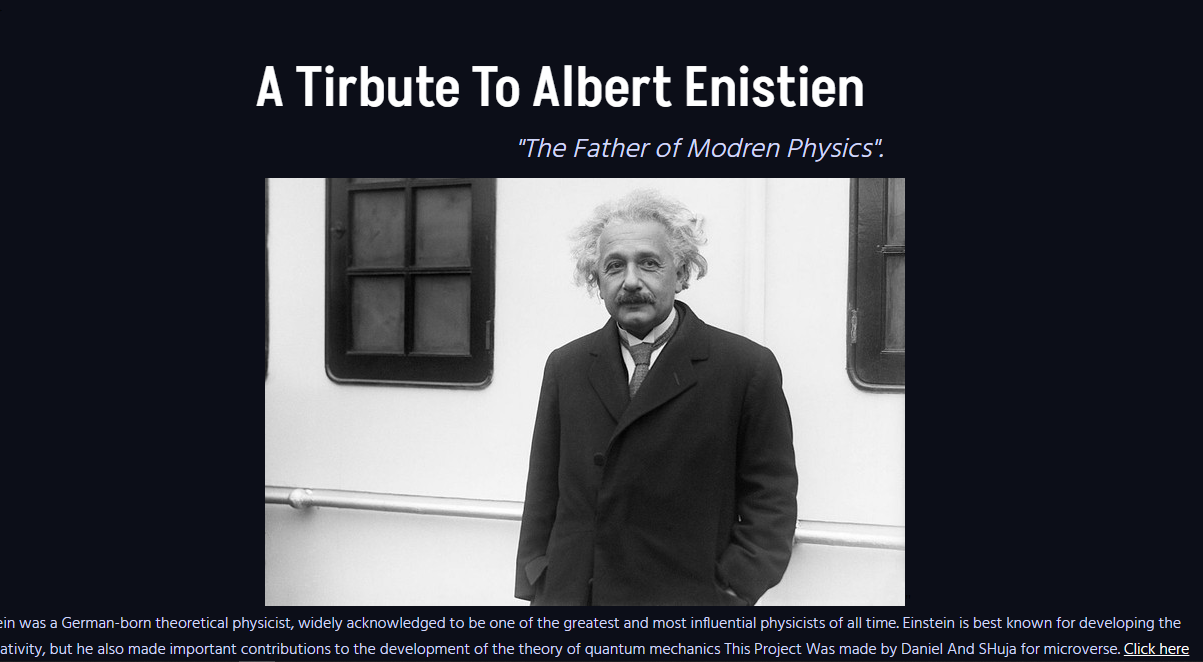 A Tirbute To Albert Enistien
"The Father of Modren Physics".
ein was a German-born theoretical physicist, widely acknowledged to be one of the greatest and most influential physicists of all time. Einstein is best known for developing the
ativity, but he also made important contributions to the development of the theory of quantum mechanics This Project Was made by Daniel And SHuja for microverse. Click here